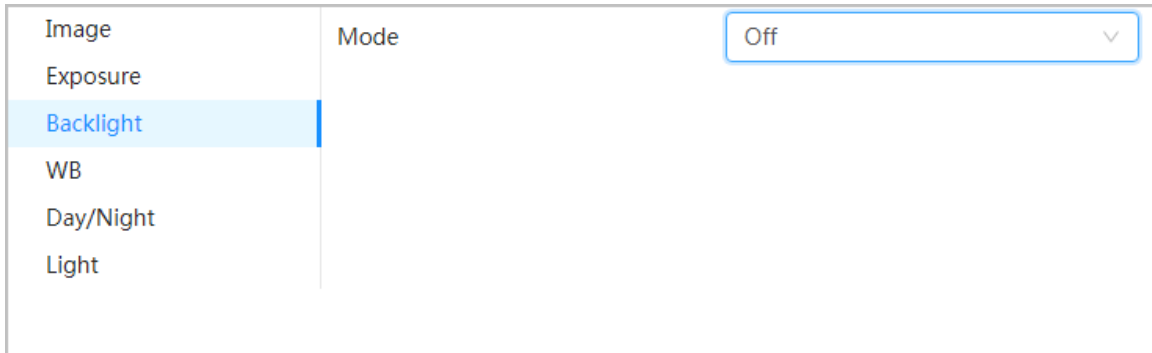 Image
Mode
Off
Exposure
Backlight
WB
Day/Night
Light